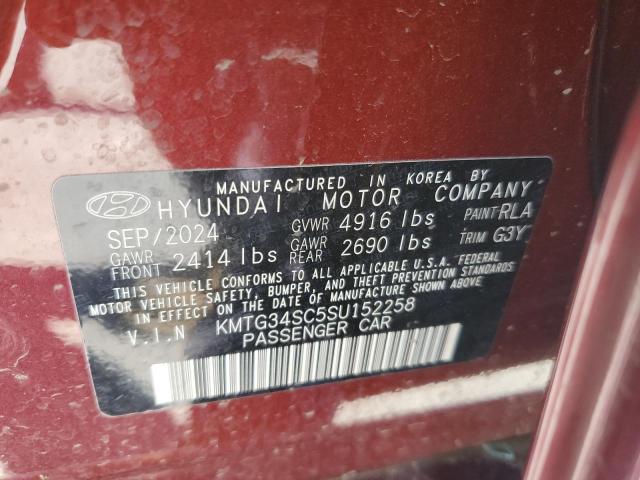 MANUFACTURED IN KOREA BY
HYUNDAI MOTOR COMPANY
SEP/2024 GVWR 4916 lbs PAINT RLA
GAWR FRONT 2414 lbs GAWR REAR 2690 lbs TRIM G3Y
THIS VEHICLE CONFORMS TO ALL APPLICABLE U.S.A. FEDERAL
MOTOR VEHICLE SAFETY, BUMPER, AND THEFT PREVENTION STANDARDS
IN EFFECT ON THE DATE OF MANUFACTURE SHOWN ABOVE
V.I.N KMTG34SC5SU152258
PASSENGER CAR